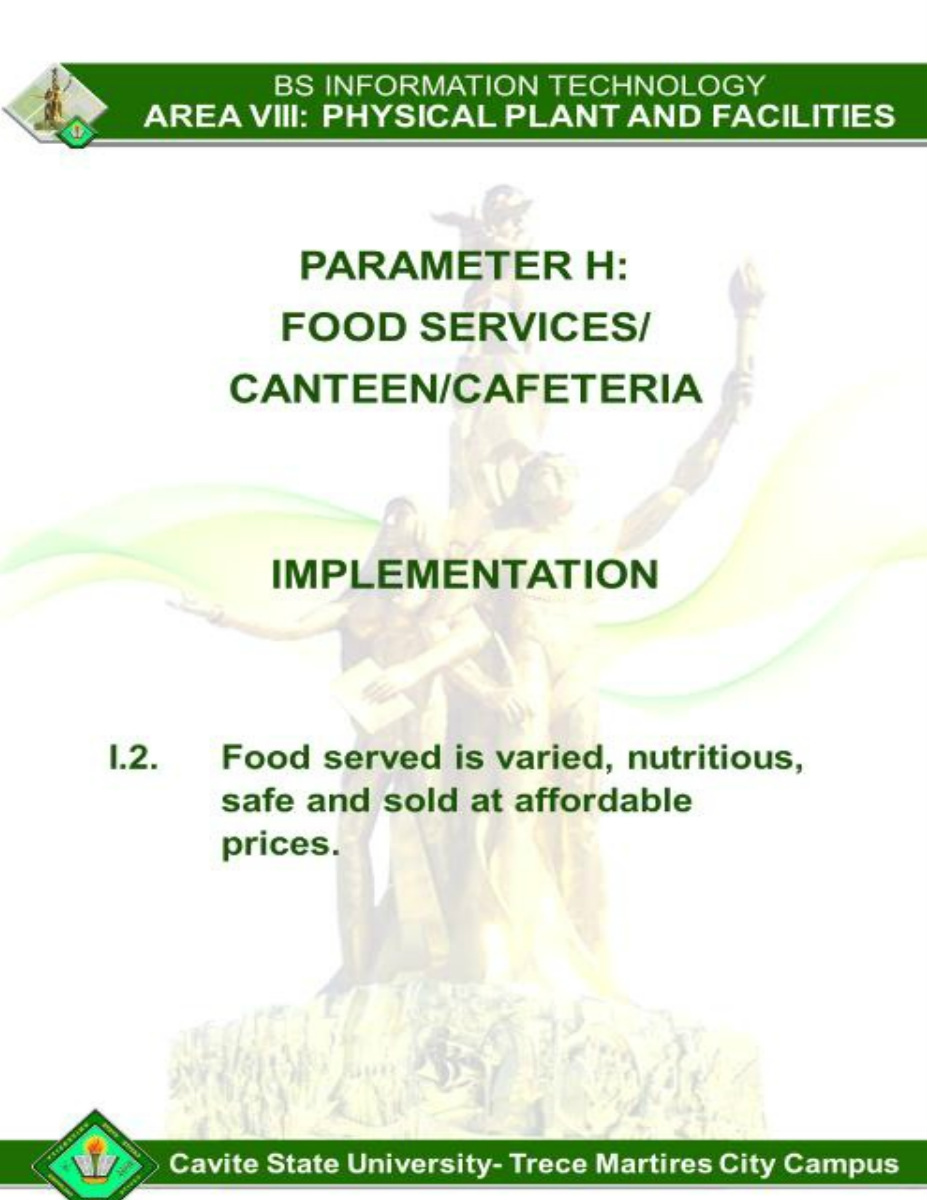 BS INFORMATION TECHNOLOGY
AREA VIII: PHYSICAL PLANT AND FACILITIES
PARAMETER H:
FOOD SERVICES/
CANTEEN/CAFETERIA
IMPLEMENTATION
I.2. Food served is varied, nutritious,
safe and sold at affordable
prices.
Cavite State University- Trece Martires City Campus